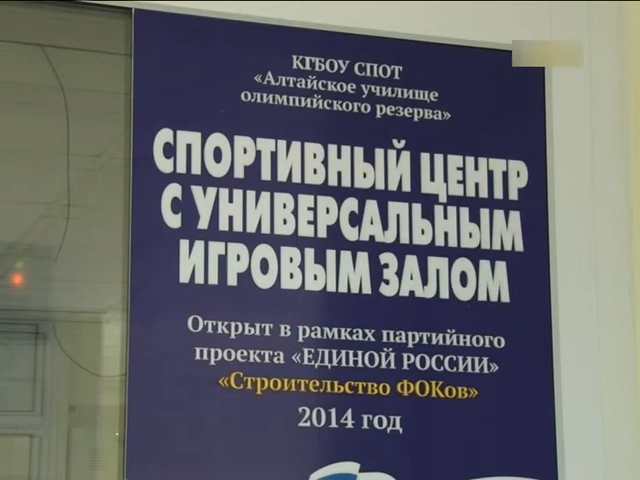 КГБОУ СПОТ
«Алтайское училище
олимпийского резерва»
СПОРТИВНЫЙ ЦЕНТР
С УНИВЕРСАЛЬНЫМ
ИГРОВЫМ ЗАЛОМ
Открыт в рамках партийного
проекта «ЕДИНОЙ РОССИИ»
«Строительство ФОКов»
2014 год